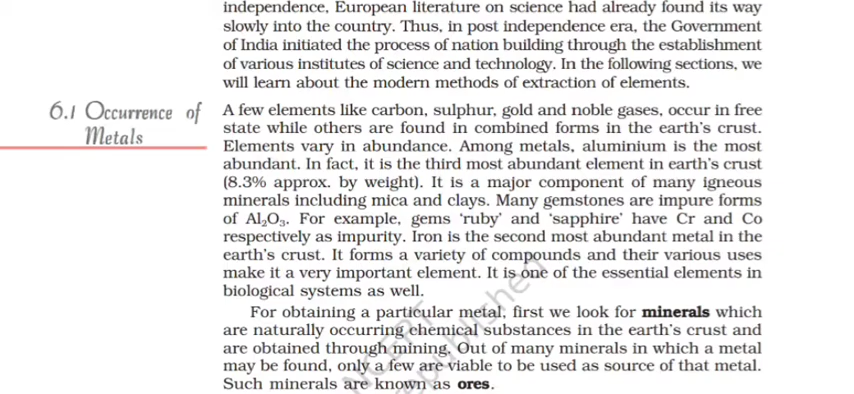 independence, European literature on science had already found its way
slowly into the country. Thus, in post independence era, the Government
of India initiated the process of nation building through the establishment
of various institutes of science and technology. In the following sections, we
will learn about the modern methods of extraction of elements.
6.1 Occurrence of
Metals
A few elements like carbon, sulphur, gold and noble gases, occur in free
state while others are found in combined forms in the earth's crust.
Elements vary in abundance. Among metals, aluminium is the most
abundant. In fact, it is the third most abundant element in earth's crust
(8.3% approx. by weight). It is a major component of many igneous
minerals including mica and clays. Many gemstones are impure forms
of Al₂O₃. For example, gems ‘ruby’ and ‘sapphire’ have Cr and Co
respectively as impurity. Iron is the second most abundant metal in the
earth's crust. It forms a variety of compounds and their various uses
make it a very important element. It is one of the essential elements in
biological systems as well.
For obtaining a particular metal, first we look for minerals which
are naturally occurring chemical substances in the earth's crust and
are obtained through mining. Out of many minerals in which a metal
may be found, only a few are viable to be used as source of that metal.
Such minerals are known as ores.
NCERT
republished